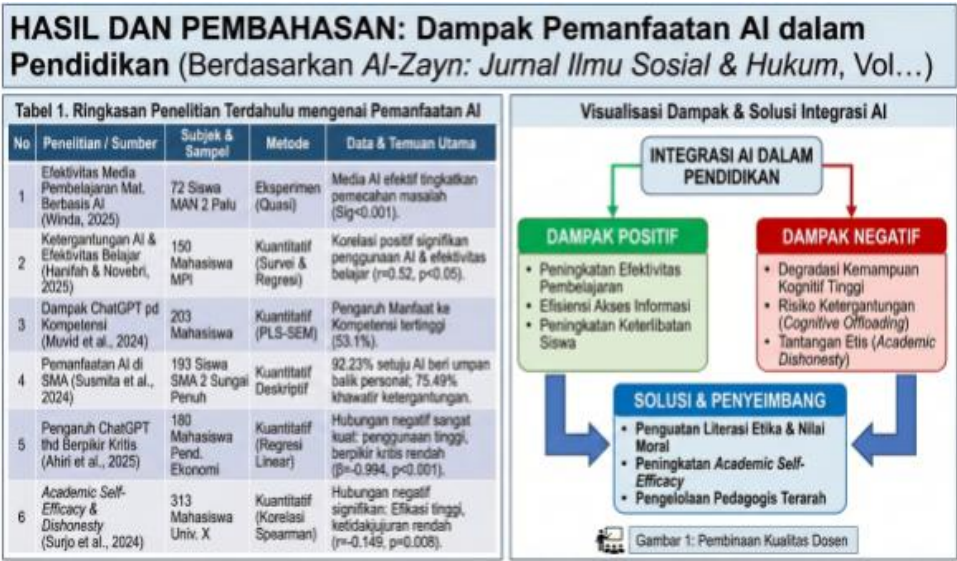 HASIL DAN PEMBAHASAN: Dampak Pemanfaatan AI dalam
Pendidikan (Berdasarkan Al-Zayn: Jurnal Ilmu Sosial & Hukum, Vol…)
Tabel 1. Ringkasan Penelitian Terdahulu mengenai Pemanfaatan AI
No Penelitian / Sumber Subjek & Sampel Metode Data & Temuan Utama
1
Efektivitas Media
Pembelajaran Mat.
Berbasis AI
(Winda, 2025)
72 Siswa
MAN 2 Palu
Eksperimen
(Quasi)
Media AI efektif tingkatkan
pemecahan masalah
(Sig<0.001).
2
Ketergantungan AI &
Efektivitas Belajar
(Hanifah & Novebri,
2025)
150
Mahasiswa
MPI
Kuantitatif
(Survei &
Regresi)
Korelasi positif signifikan
penggunaan AI & efektivitas
belajar (r=0.52, p<0.05).
3
Dampak ChatGPT pd
Kompetensi
(Muvid et al., 2024)
203
Mahasiswa
Kuantitatif
(PLS-SEM)
Pengaruh Manfaat ke
Kompetensi tertinggi
(53.1%).
4
Pemanfaatan AI di
SMA (Susmita et al.,
2024)
193 Siswa
SMA 2 Sungai
Penuh
Kuantitatif
Deskriptif
92.23% setuju AI beri umpan
balik personal; 75.49%
khawatir ketergantungan.
5
Pengaruh ChatGPT
thd Berpikir Kritis
(Ahiri et al., 2025)
180
Mahasiswa
Pend.
Ekonomi
Kuantitatif
(Regresi
Linear)
Hubungan negatif sangat
kuat: penggunaan tinggi,
berpikir kritis rendah
(β=-0.994, p<0.001).
6
Academic Self-
Efficacy &
Dishonesty
(Surjo et al., 2024)
313
Mahasiswa
Univ. X
Kuantitatif
(Korelasi
Spearman)
Hubungan negatif
signifikan: Efikasi tinggi,
ketidakjujuran rendah
(r=-0.149, p=0.008).
Visualisasi Dampak & Solusi Integrasi AI
INTEGRASI AI DALAM
PENDIDIKAN
DAMPAK POSITIF
• Peningkatan Efektivitas
Pembelajaran
• Efisiensi Akses Informasi
• Peningkatan Keterlibatan
Siswa
DAMPAK NEGATIF
• Degradasi Kemampuan
Kognitif Tinggi
• Risiko Ketergantungan
(Cognitive Offloading)
• Tantangan Etis (Academic
Dishonesty)
SOLUSI & PENYEIMBANG
• Penguatan Literasi Etika & Nilai
Moral
• Peningkatan Academic Self-
Efficacy
• Pengelolaan Pedagogis Terarah
Gambar 1: Pembinaan Kualitas Dosen